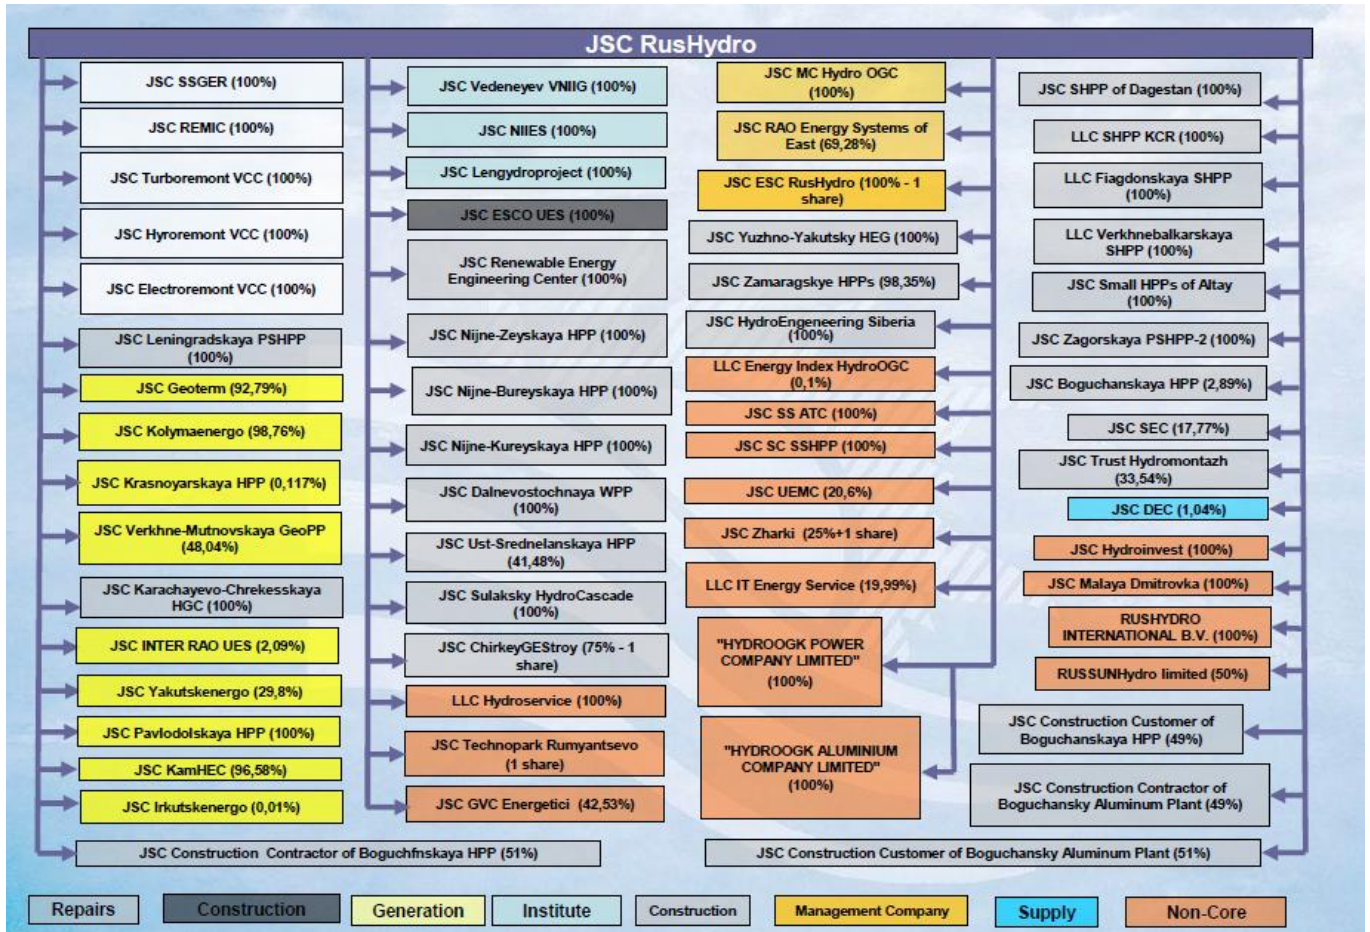 JSC RusHydro
JSC SSGER (100%)
JSC REMIC (100%)
JSC Turboremont VCC (100%)
JSC Hyroremont VCC (100%)
JSC Electroremont VCC (100%)
JSC Leningradskaya PSHPP
(100%)
JSC Geoterm (92,79%)
JSC Kolymaenergo (98,76%)
JSC Krasnoyarskaya HPP (0,117%)
JSC Verkhne-Mutnovskaya GeoPP
(48,04%)
JSC Karachayevo-Chrekesskaya
HGC (100%)
JSC INTER RAO UES (2,09%)
JSC Yakutskenergo (29,8%)
JSC Pavlodolskaya HPP (100%)
JSC KamHEC (96,58%)
JSC Irkutskenergo (0,01%)
JSC Construction Contractor of Boguchfnskaya HPP (51%)
JSC Vedeneyev VNIIG (100%)
JSC NIIES (100%)
JSC Lengydroproject (100%)
JSC ESCO UES (100%)
JSC Renewable Energy
Engineering Center (100%)
JSC Nijne-Zeyskaya HPP (100%)
JSC Nijne-Bureyskaya HPP (100%)
JSC Nijne-Kureyskaya HPP (100%)
JSC Dalnevostochnaya WPP
(100%)
JSC Ust-Srednelanskaya HPP
(41,48%)
JSC Sulaksky HydroCascade
(100%)
JSC ChirkeyGEStroy (75% - 1
share)
LLC Hydroservice (100%)
JSC Technopark Rumyantsevo
(1 share)
JSC GVC Energetici (42,53%)
JSC MC Hydro OGC
(100%)
JSC RAO Energy Systems of
East (69,28%)
JSC ESC RusHydro (100% - 1
share)
JSC Yuzhno-Yakutsky HEG (100%)
JSC Zamaragskye HPPs (98,35%)
JSC HydroEngeneering Siberia
(100%)
LLC Energy Index HydroOGC
(0,1%)
JSC SS ATC (100%)
JSC SC SSHPP (100%)
JSC UEMC (20,6%)
JSC Zharki (25%+1 share)
LLC IT Energy Service (19,99%)
"HYDROOGK POWER
COMPANY LIMITED"
(100%)
"HYDROOGK ALUMINIUM
COMPANY LIMITED"
(100%)
JSC SHPP of Dagestan (100%)
LLC SHPP KCR (100%)
LLC Fiagdonskaya SHPP
(100%)
LLC Verkhnebalkarskaya
SHPP (100%)
JSC Small HPPs of Altay
(100%)
JSC Zagorskaya PSHPP-2 (100%)
JSC Boguchanskaya HPP (2,89%)
JSC SEC (17,77%)
JSC Trust Hydromontazh
(33,54%)
JSC DEC (1,04%)
JSC Hydroinvest (100%)
JSC Malaya Dmitrovka (100%)
RUSHYDRO
INTERNATIONAL B.V. (100%)
RUSSUNHydro limited (50%)
JSC Construction Customer of
Boguchanskaya HPP (49%)
JSC Construction Contractor of
Boguchansky Aluminum Plant (49%)
JSC Construction Customer of Boguchansky Aluminum Plant (51%)
Repairs
Construction
Generation
Institute
Construction
Management Company
Supply
Non-Core